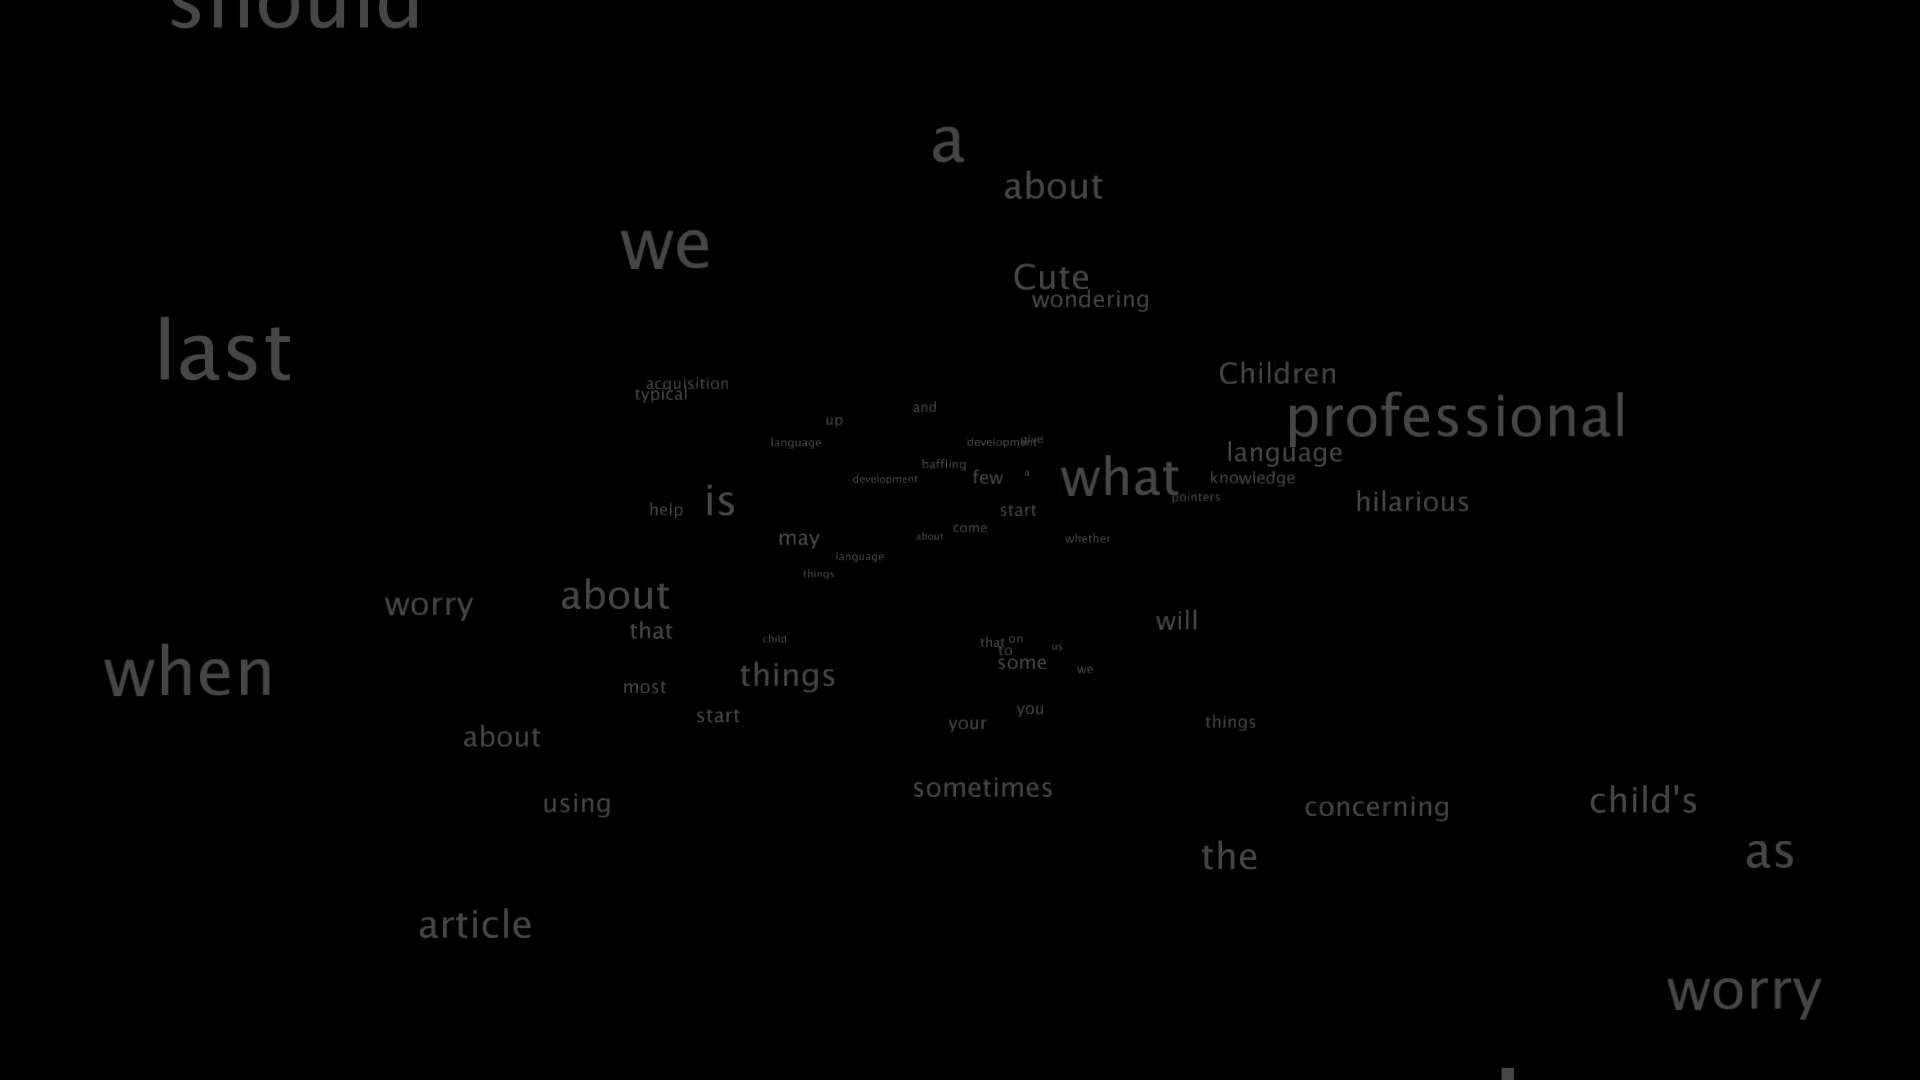 should
a
about
we
Cute
wondering
last
Children
acquisition
typical
professional
and
up
language
development
give
language
baffling
few
a
what
knowledge
development
pointers
hilarious
is
help
start
come
may
about
whether
language
things
about
worry
will
that
child
that
on
to
us
when
some
we
things
most
start
you
your
things
about
sometimes
using
concerning
child's
the
as
article
worry